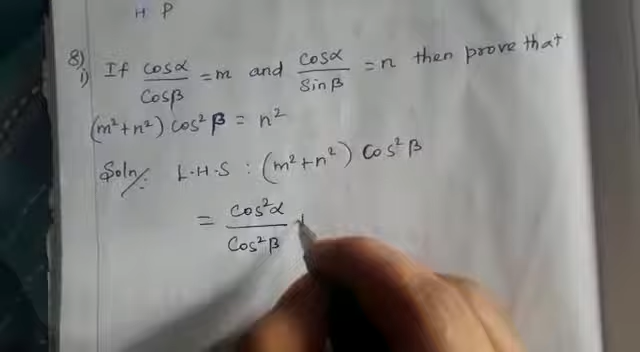 H P
8)
i) If cosα/cosβ = m and cosα/sinβ = n then prove that
(m²+n²) cos²β = n²
Soln/: L.H.S : (m²+n²) cos²β
= cos²α/cos²β +